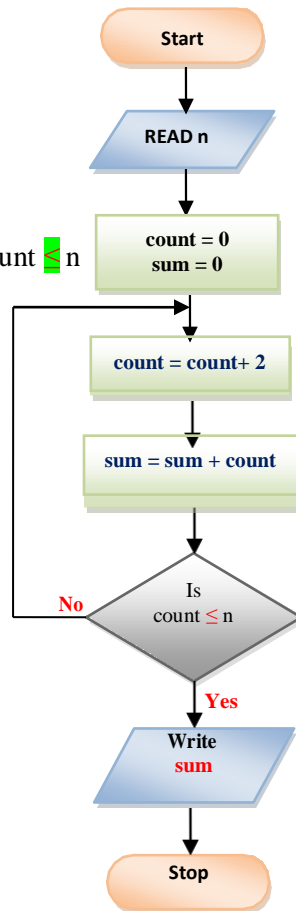 Start
READ n
count = 0
sum = 0
unt ≤ n
count = count+ 2
sum = sum + count
Is
count ≤ n
No
Yes
Write
sum
Stop